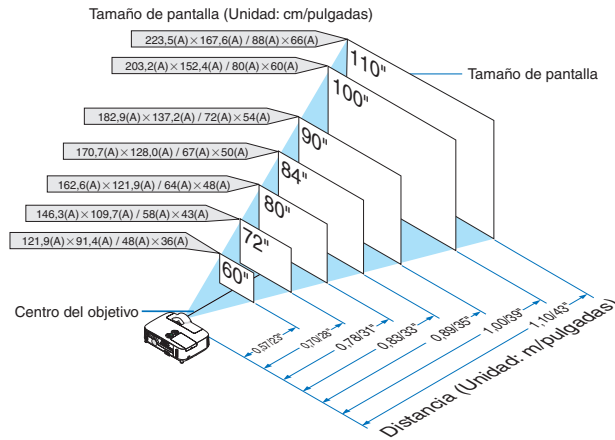 Tamaño de pantalla (Unidad: cm/pulgadas)
223,5(A)×167,6(A) / 88(A)×66(A)
110"
203,2(A)×152,4(A) / 80(A)×60(A)
Tamaño de pantalla
100"
182,9(A)×137,2(A) / 72(A)×54(A)
90"
170,7(A)×128,0(A) / 67(A)×50(A)
84"
162,6(A)×121,9(A) / 64(A)×48(A)
80"
146,3(A)×109,7(A) / 58(A)×43(A)
72"
121,9(A)×91,4(A) / 48(A)×36(A)
60"
Centro del objetivo
0,57/23"
0,70/28"
0,78/31"
0,83/33"
0,89/35"
1,00/39"
1,10/43"
Distancia (Unidad: m/pulgadas)